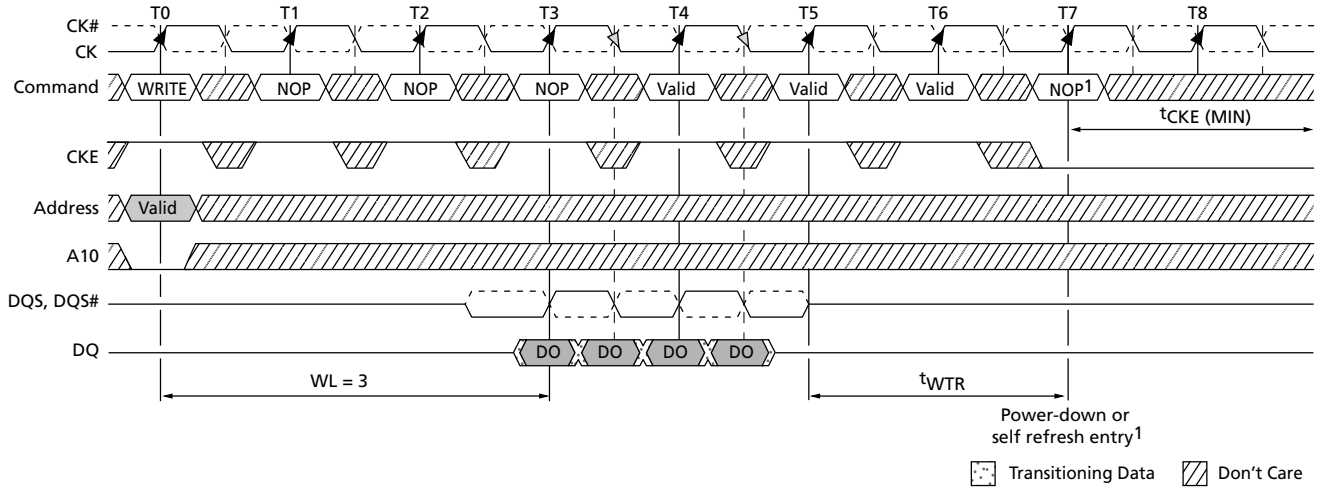 T0 T1 T2 T3 T4 T5 T6 T7 T8
CK#
CK
Command WRITE NOP NOP NOP Valid Valid Valid NOP1
tCKE (MIN)
CKE
Address Valid
A10
DQS, DQS#
DQ DO DO DO DO
WL = 3 tWTR
Power-down or
self refresh entry1
Transitioning Data Don't Care